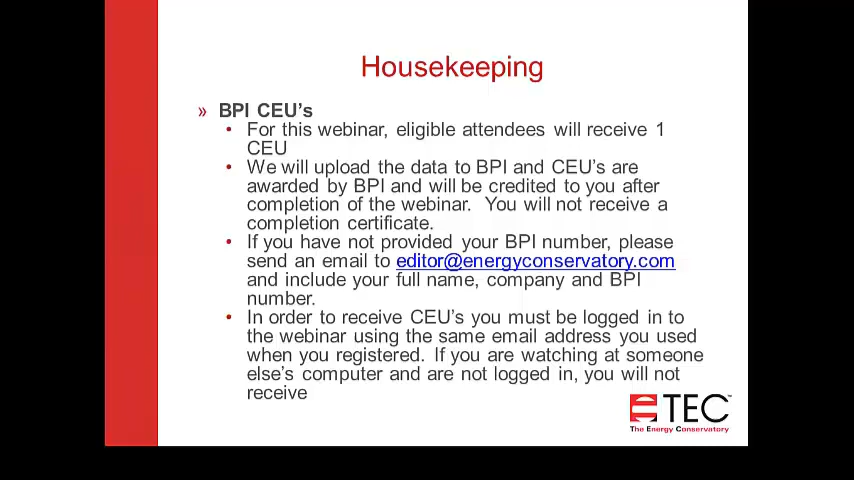 Housekeeping
» BPI CEU's
• For this webinar, eligible attendees will receive 1
CEU
• We will upload the data to BPI and CEU's are
awarded by BPI and will be credited to you after
completion of the webinar. You will not receive a
completion certificate.
• If you have not provided your BPI number, please
send an email to editor@energyconservatory.com
and include your full name, company and BPI
number.
• In order to receive CEU's you must be logged in to
the webinar using the same email address you used
when you registered. If you are watching at someone
else's computer and are not logged in, you will not
receive
TEC™
The Energy Conservatory